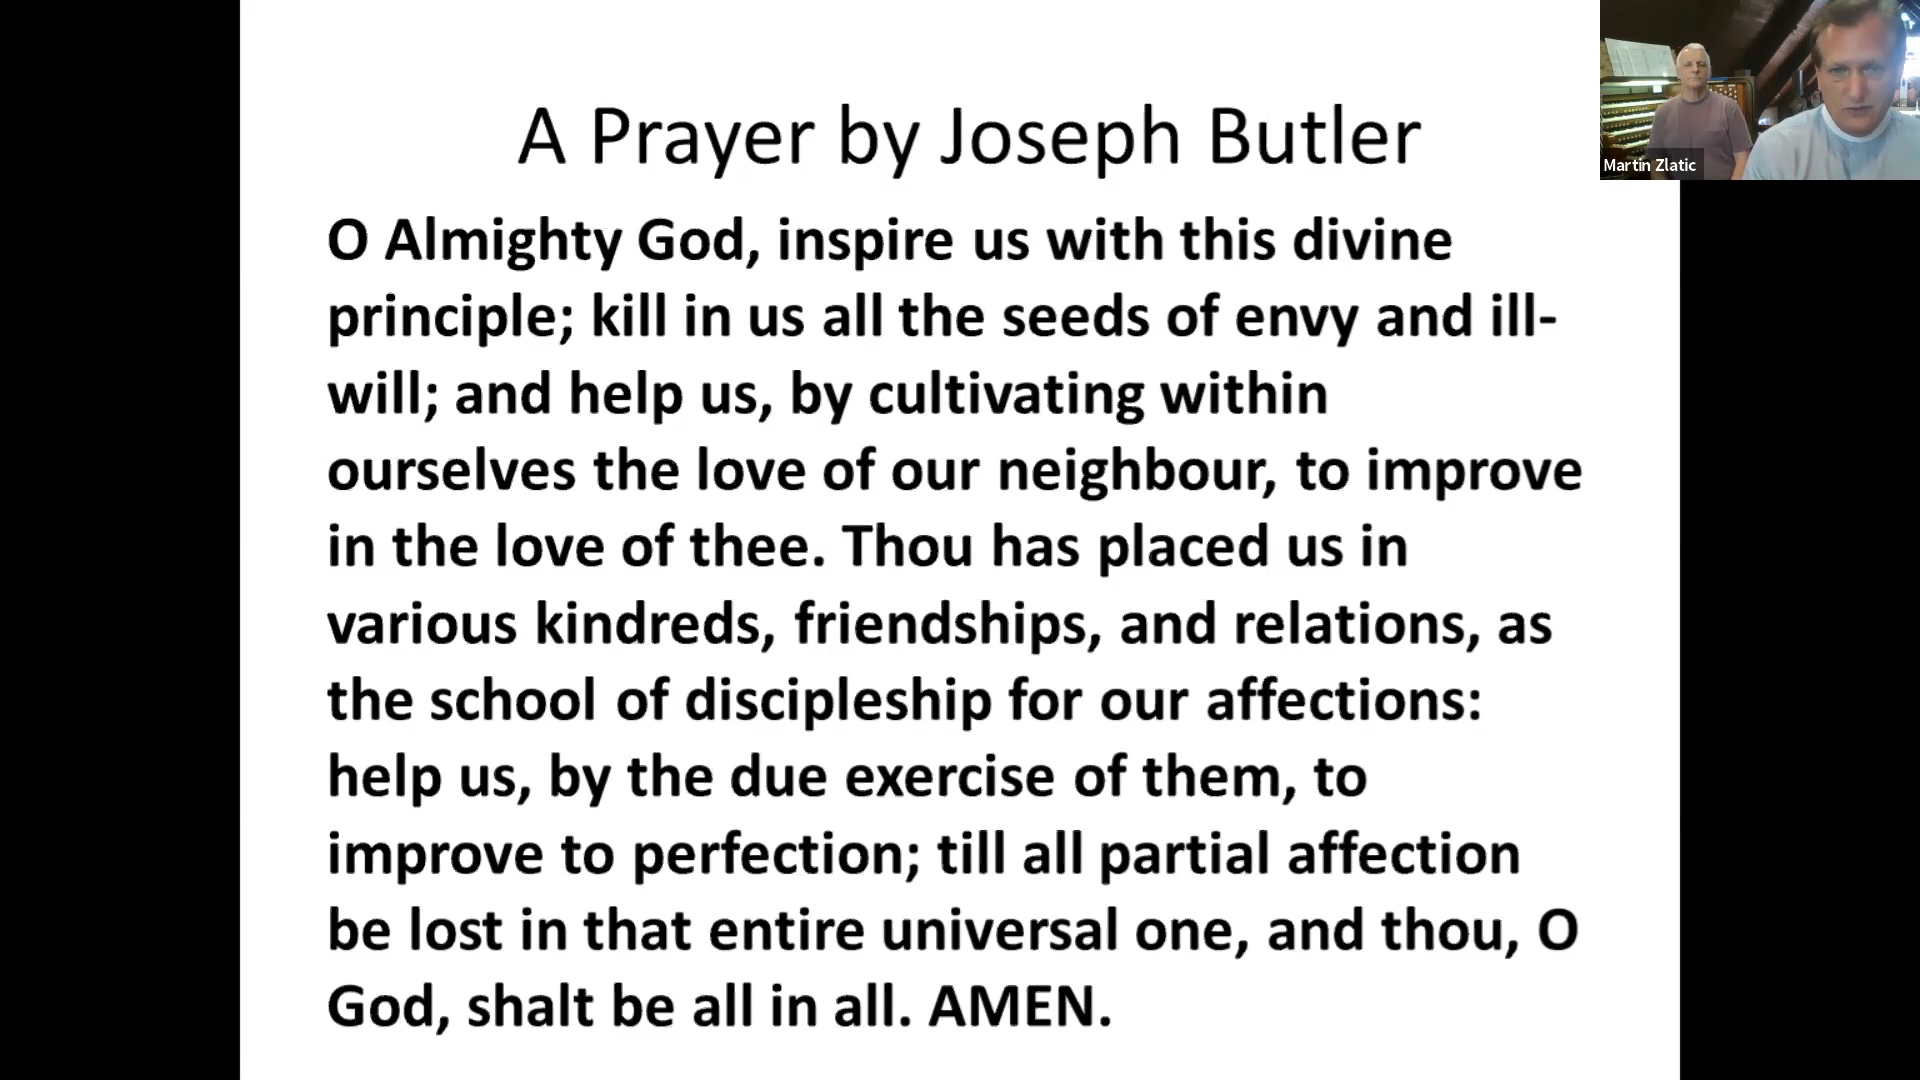 A Prayer by Joseph Butler
O Almighty God, inspire us with this divine
principle; kill in us all the seeds of envy and ill-
will; and help us, by cultivating within
ourselves the love of our neighbour, to improve
in the love of thee. Thou has placed us in
various kindreds, friendships, and relations, as
the school of discipleship for our affections:
help us, by the due exercise of them, to
improve to perfection; till all partial affection
be lost in that entire universal one, and thou, O
God, shalt be all in all. AMEN.
Martin Zlatic